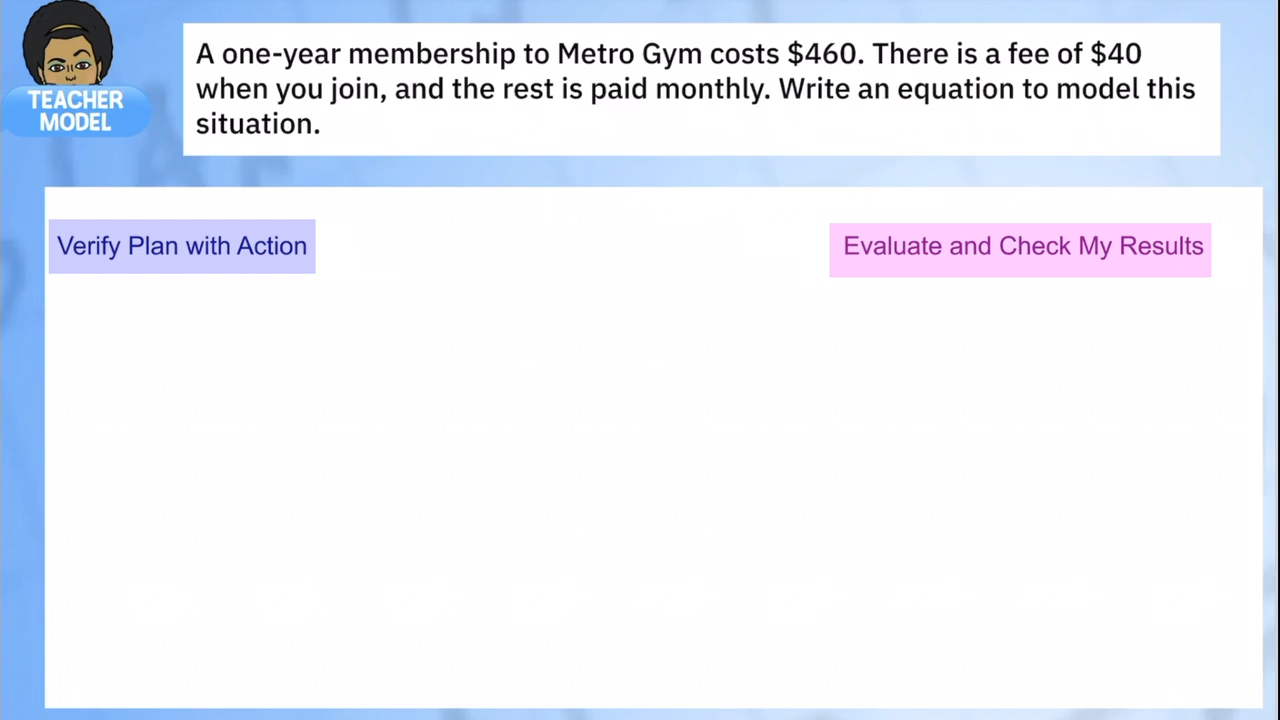 TEACHER
MODEL
A one-year membership to Metro Gym costs $460. There is a fee of $40
when you join, and the rest is paid monthly. Write an equation to model this
situation.
Verify Plan with Action
Evaluate and Check My Results